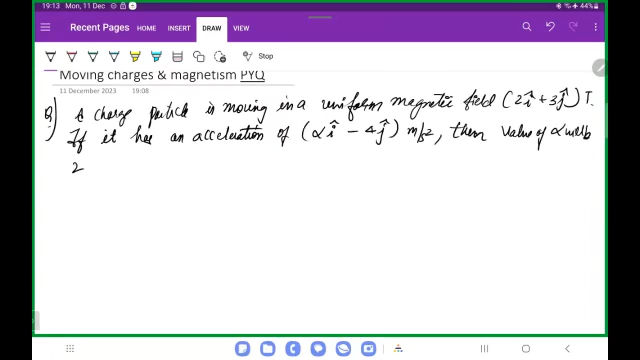 19:13 Mon, 11 Dec 44%
Recent Pages HOME INSERT DRAW VIEW
Stop
Moving charges & magnetism PYQ
11 December 2023 19:08
Q) A charge particle is moving in a uniform magnetic field (2î + 3ĵ) T.
If it has an acceleration of (αî − 4ĵ) m/s2, then value of α will b
2